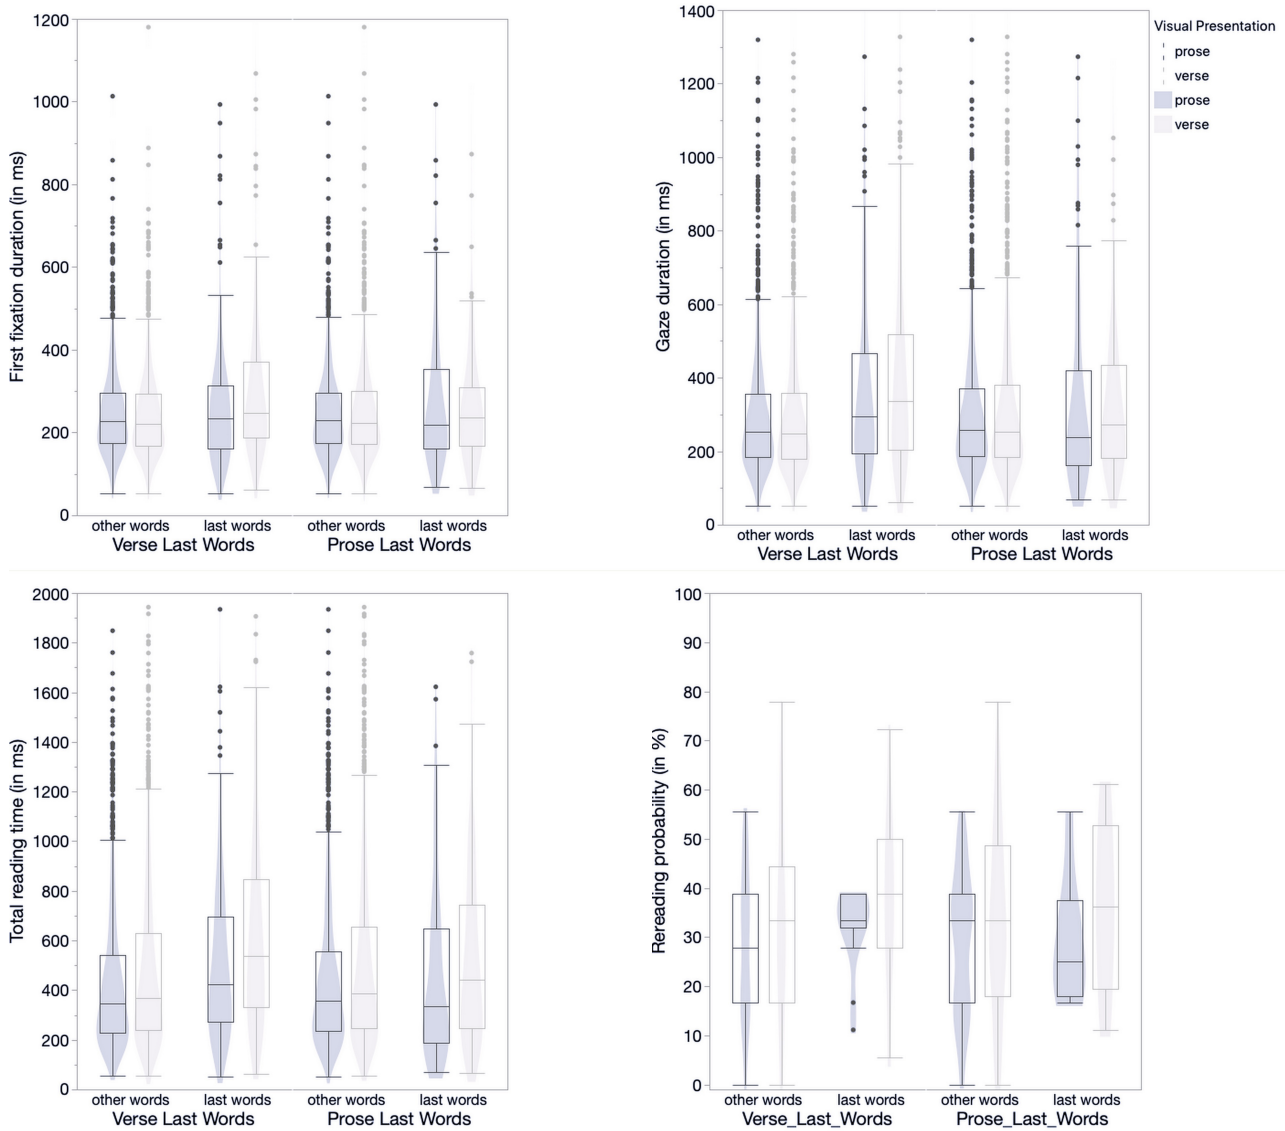 1200
1000
800
600
400
200
0
First fixation duration (in ms)
other words last words other words last words
Verse Last Words Prose Last Words
1400
1200
1000
800
600
400
200
0
Gaze duration (in ms)
other words last words other words last words
Verse Last Words Prose Last Words
Visual Presentation
prose
verse
prose
verse
2000
1800
1600
1400
1200
1000
800
600
400
200
0
Total reading time (in ms)
other words last words other words last words
Verse Last Words Prose Last Words
100
90
80
70
60
50
40
30
20
10
0
Rereading probability (in %)
other words last words other words last words
Verse_Last_Words Prose_Last_Words